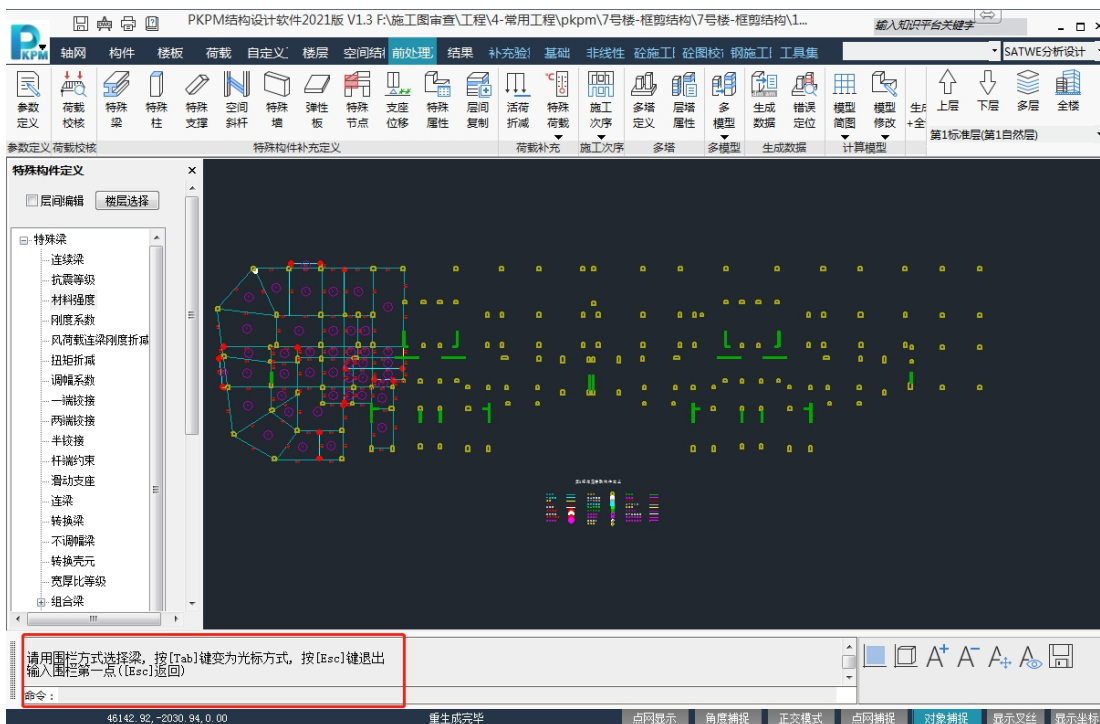 PKPM结构设计软件2021版 V1.3 F:\施工图审查\工程\4-常用工程\pkpm\7号楼-框剪结构\7号楼-框剪结构\1...
输入知识平台关键字
PKPM
轴网 构件 楼板 荷载 自定义 楼层 空间结 前处理 结果 补充验 基础 非线性 砼施工 砼图校 钢施工 工具集
SATWE分析设计
参数定义 荷载校核 特殊梁 特殊柱 特殊支撑 空间斜杆 特殊墙 弹性板 特殊节点 支座位移 特殊属性 层间复制 活荷折减 特殊荷载 施工次序 多塔定义 层塔属性 多模型 生成数据 错误定位 模型简图 模型修改 +全 上层 下层 多层 全楼
第1标准层(第1自然层)
参数定义 荷载校核 特殊构件补充定义 荷载补充 施工次序 多塔 多模型 生成数据 计算模型
特殊构件定义
层间编辑 楼层选择
特殊梁
连续梁
抗震等级
材料强度
刚度系数
风荷载连梁刚度折减
扭矩折减
调幅系数
一端铰接
两端铰接
半铰接
杆端约束
滑动支座
连梁
转换梁
不调幅梁
转换壳元
宽厚比等级
组合梁
请用围栏方式选择梁, 按[Tab]键变为光标方式, 按[Esc]键退出
输入围栏第一点([Esc]返回)
命令:
46142.92,-2030.94,0.00 重生成完毕 点网显示 角度捕捉 正交模式 点网捕捉 对象捕捉 显示叉丝 显示坐标